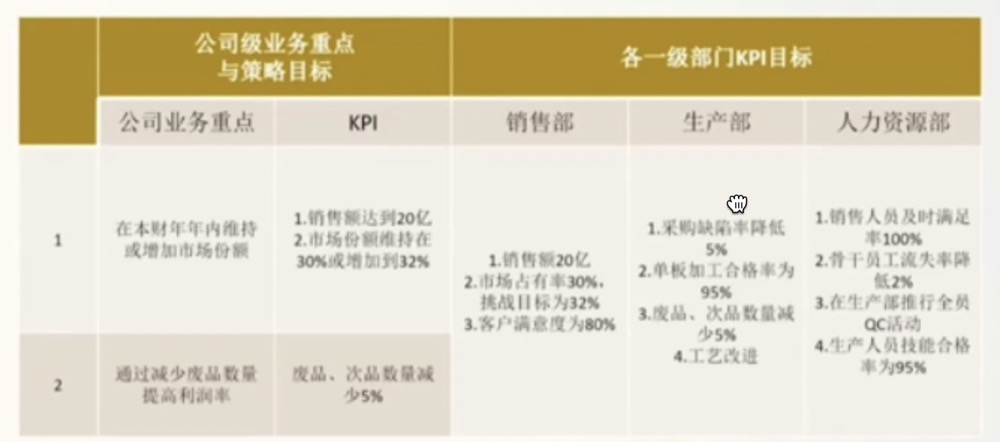 公司级业务重点
与策略目标
各一级部门KPI目标
公司业务重点
KPI
销售部
生产部
人力资源部
1
在本财年年内维持
或增加市场份额
1.销售额达到20亿
2.市场份额维持在
30%或增加到32%
1.销售额20亿
2.市场占有率30%,
挑战目标为32%
3.客户满意度为80%
1.采购缺陷率降低
5%
2.单板加工合格率为
95%
3.废品、次品数量减
少5%
4.工艺改进
1.销售人员及时满足
率100%
2.骨干员工流失率降
低2%
3.在生产部推行全员
QC活动
4.生产人员技能合格
率为95%
2
通过减少废品数量
提高利润率
废品、次品数量减
少5%